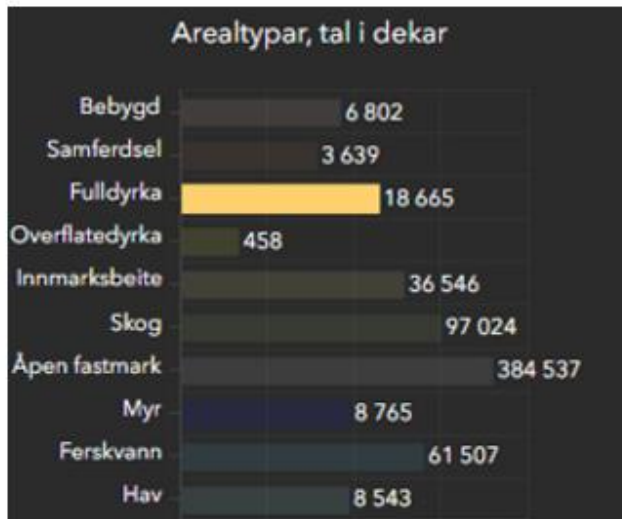 Arealtypar, tal i dekar
Bebygd 6 802
Samferdsel 3 639
Fulldyrka 18 665
Overflatedyrka 458
Innmarksbeite 36 546
Skog 97 024
Åpen fastmark 384 537
Myr 8 765
Ferskvann 61 507
Hav 8 543